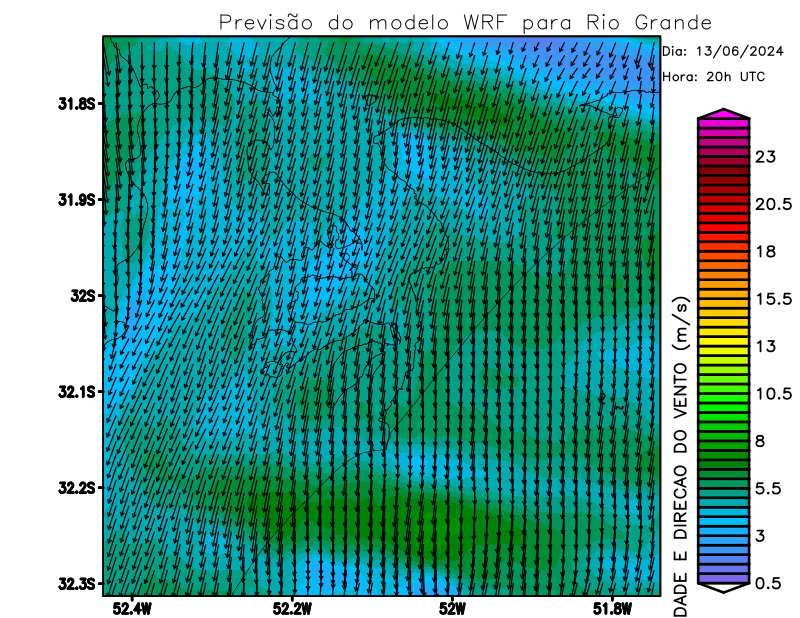 Previsão do modelo WRF para Rio Grande
Dia: 13/06/2024
Hora: 20h UTC
31.8S
31.9S
32S
32.1S
32.2S
32.3S
52.4W
52.2W
52W
51.8W
23
20.5
18
15.5
13
10.5
8
5.5
3
0.5
DADE E DIRECAO DO VENTO (m/s)